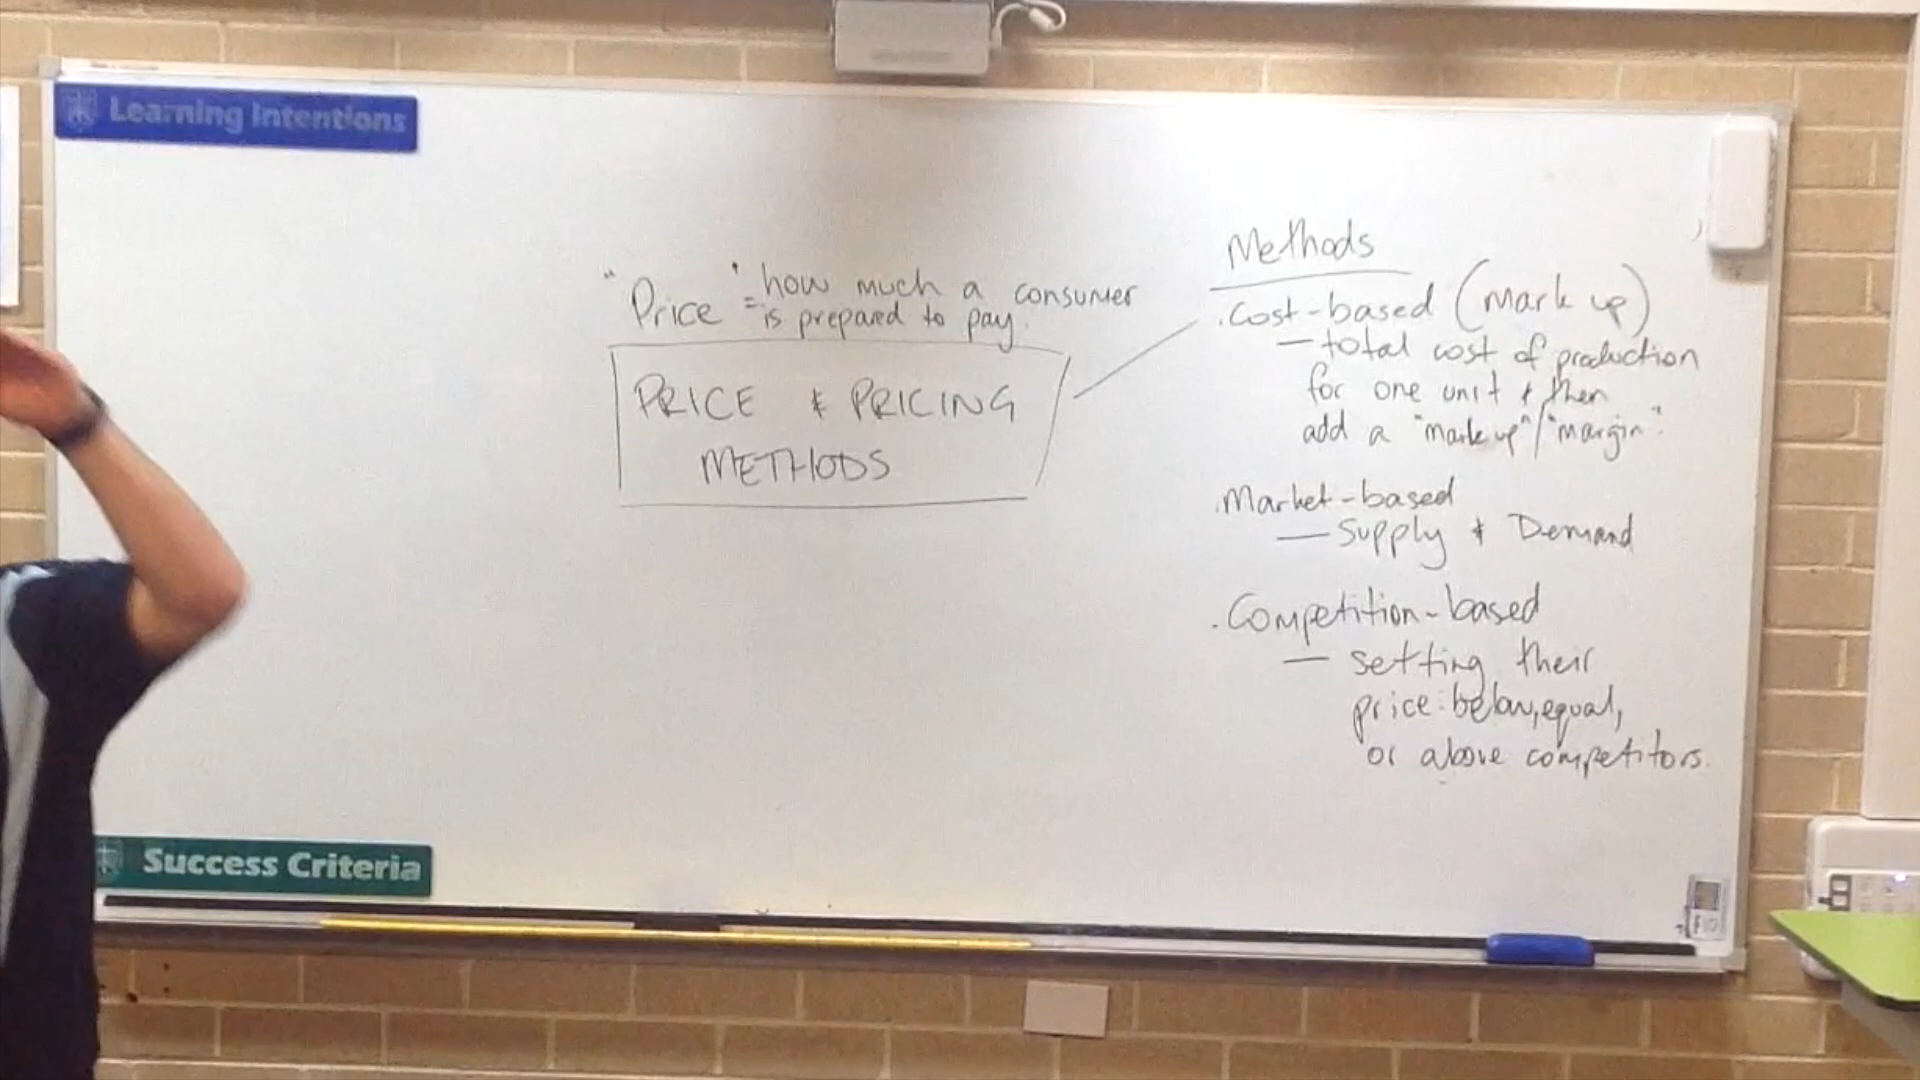 Learning Intentions
"Price" = how much a consumer
is prepared to pay.
PRICE & PRICING
METHODS
Methods
. Cost-based (Mark up)
— total cost of production
for one unit & then
add a "mark up"/"margin".
. Market-based
— Supply & Demand
. Competition-based
— setting their
price: below, equal,
or above competitors.
Success Criteria